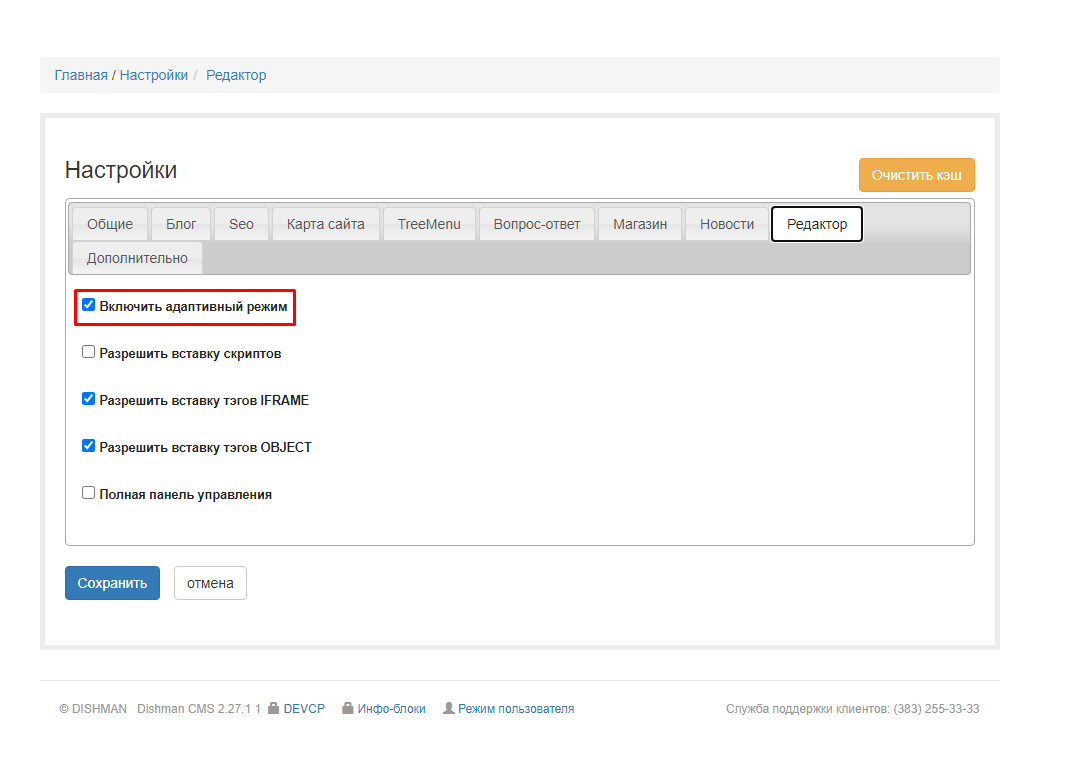 Главная / Настройки / Редактор
Настройки
Очистить кэш
Общие Блог Seo Карта сайта TreeMenu Вопрос-ответ Магазин Новости Редактор
Дополнительно
Включить адаптивный режим
Разрешить вставку скриптов
Разрешить вставку тэгов IFRAME
Разрешить вставку тэгов OBJECT
Полная панель управления
Сохранить отмена
© DISHMAN Dishman CMS 2.27.1 1 DEVCP Инфо-блоки Режим пользователя Служба поддержки клиентов: (383) 255-33-33